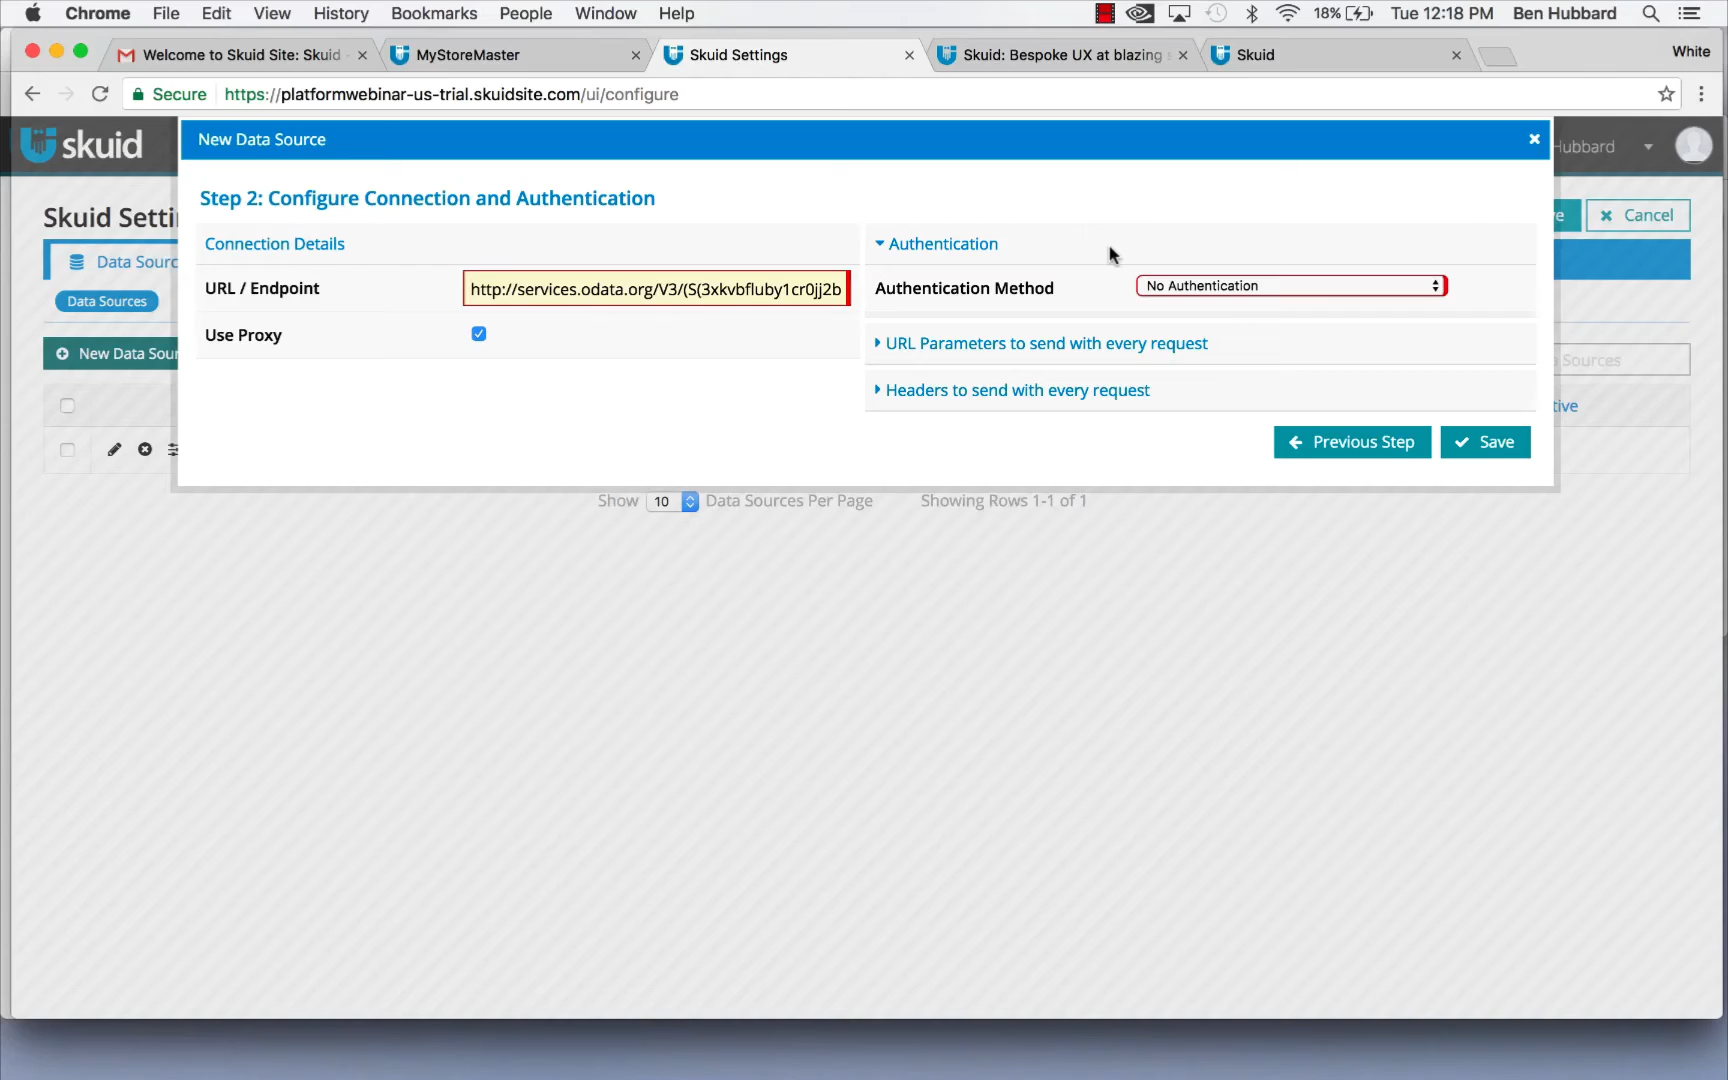 Chrome File Edit View History Bookmarks People Window Help 18% Tue 12:18 PM Ben Hubbard
Welcome to Skuid Site: Skuid MyStoreMaster Skuid Settings Skuid: Bespoke UX at blazing Skuid White
Secure https://platformwebinar-us-trial.skuidsite.com/ui/configure
skuid New Data Source Hubbard
Step 2: Configure Connection and Authentication
Skuid Setti Cancel
Connection Details Authentication
Data Sourc
URL / Endpoint http://services.odata.org/V3/(S(3xkvbfluby1cr0jj2b Authentication Method No Authentication
Data Sources
Use Proxy URL Parameters to send with every request
New Data Sour Sources
Headers to send with every request
tive
Previous Step Save
Show 10 Data Sources Per Page Showing Rows 1-1 of 1